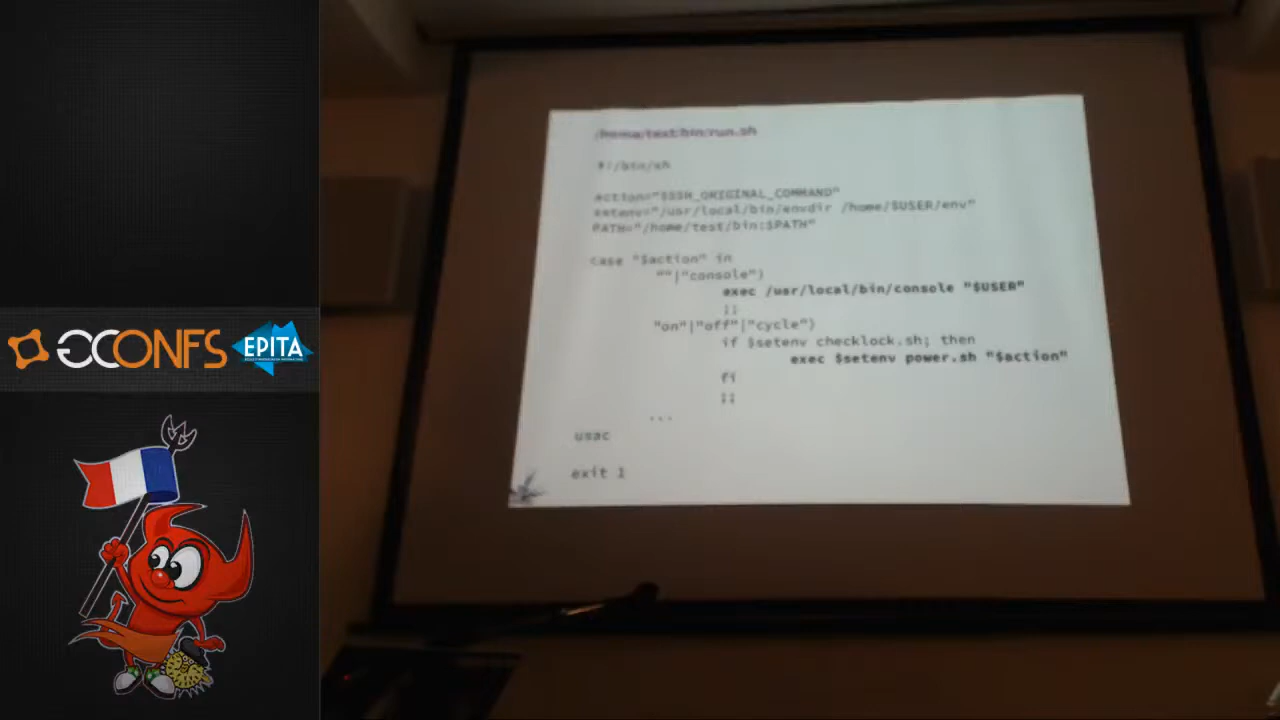 /home/test/bin/run.sh
#!/bin/sh
action="$SSH_ORIGINAL_COMMAND"
setenv="/usr/local/bin/envdir /home/$USER/env"
PATH="/home/test/bin:$PATH"
case "$action" in
""|"console")
exec /usr/local/bin/console "$USER"
;;
"on"|"off"|"cycle")
if $setenv checklock.sh; then
exec $setenv power.sh "$action"
fi
;;
...
usac
exit 1
GCONFS
EPITA